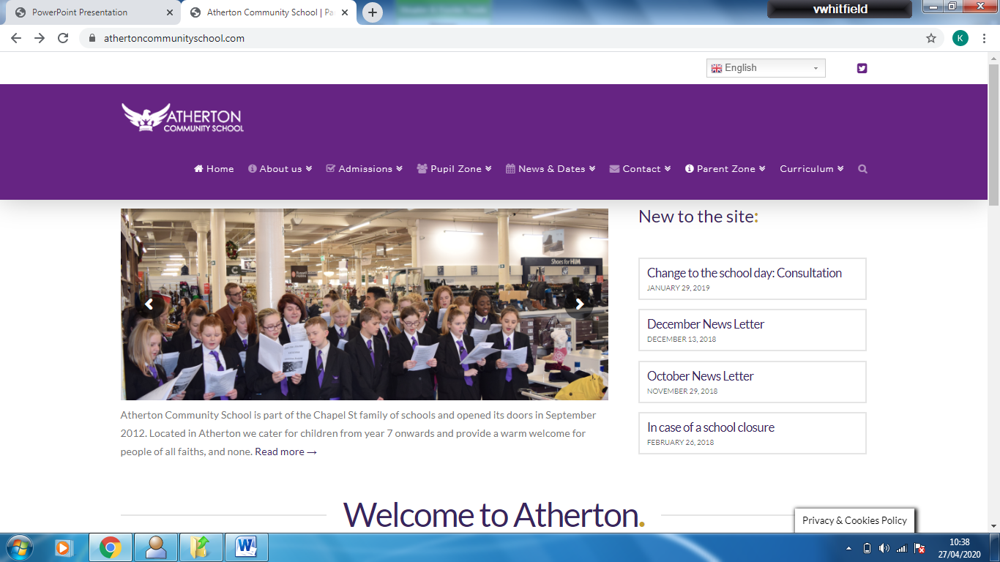 PowerPoint Presentation
Atherton Community School | Pa
vwhitfield
athertoncommunityschool.com
K
English
ATHERTON
COMMUNITY SCHOOL
Home About us Admissions Pupil Zone News & Dates Contact Parent Zone Curriculum
Shoes for HIM
New to the site:
Change to the school day: Consultation
JANUARY 29, 2019
December News Letter
DECEMBER 13, 2018
October News Letter
NOVEMBER 29, 2018
In case of a school closure
FEBRUARY 26, 2018
Atherton Community School is part of the Chapel St family of schools and opened its doors in September
2012. Located in Atherton we cater for children from year 7 onwards and provide a warm welcome for
people of all faiths, and none. Read more →
Welcome to Atherton.
Privacy & Cookies Policy
10:38
27/04/2020